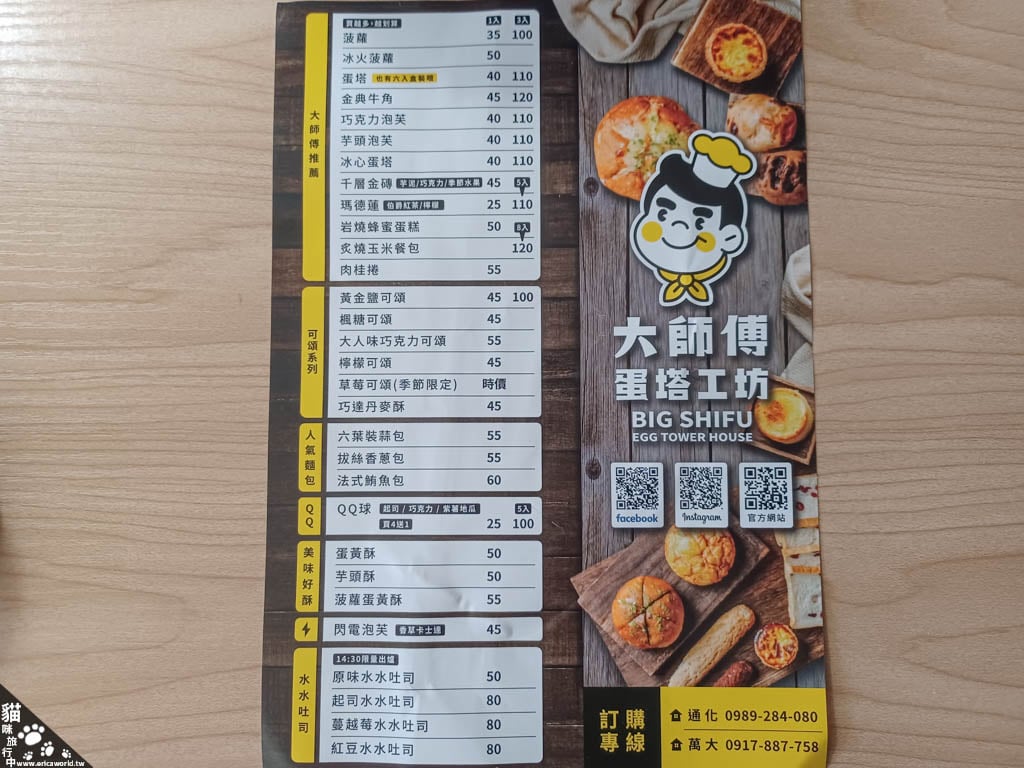 大師傅推薦
買越多,超划算 1入 3入
菠蘿 35 100
冰火菠蘿 50
蛋塔 也有六入盒裝哦 40 110
金典牛角 45 120
巧克力泡芙 40 110
芋頭泡芙 40 110
冰心蛋塔 40 110
千層金磚 芋泥/巧克力/季節水果 45 5入
瑪德蓮 伯爵紅茶/檸檬 25 110
岩燒蜂蜜蛋糕 50 8入
炙燒玉米餐包 120
肉桂捲 55
可頌系列
黃金鹽可頌 45 100
楓糖可頌 45
大人味巧克力可頌 55
檸檬可頌 45
草莓可頌(季節限定) 時價
巧達丹麥酥 45
人氣麵包
六葉裝蒜包 55
拔絲香蔥包 55
法式鮪魚包 60
QQ
QQ球 起司 / 巧克力 / 紫薯地瓜 5入
買4送1 25 100
美味好酥
蛋黃酥 50
芋頭酥 50
菠蘿蛋黃酥 55
閃電泡芙 香草卡士達 45
水水吐司
14:30限量出爐
原味水水吐司 50
起司水水吐司 80
蔓越莓水水吐司 80
紅豆水水吐司 80
大師傅
蛋塔工坊
BIG SHIFU
EGG TOWER HOUSE
facebook Instagram 官方網站
訂購專線
通化 0989-284-080
萬大 0917-887-758
貓咪旅行中
www.ericaworld.tw